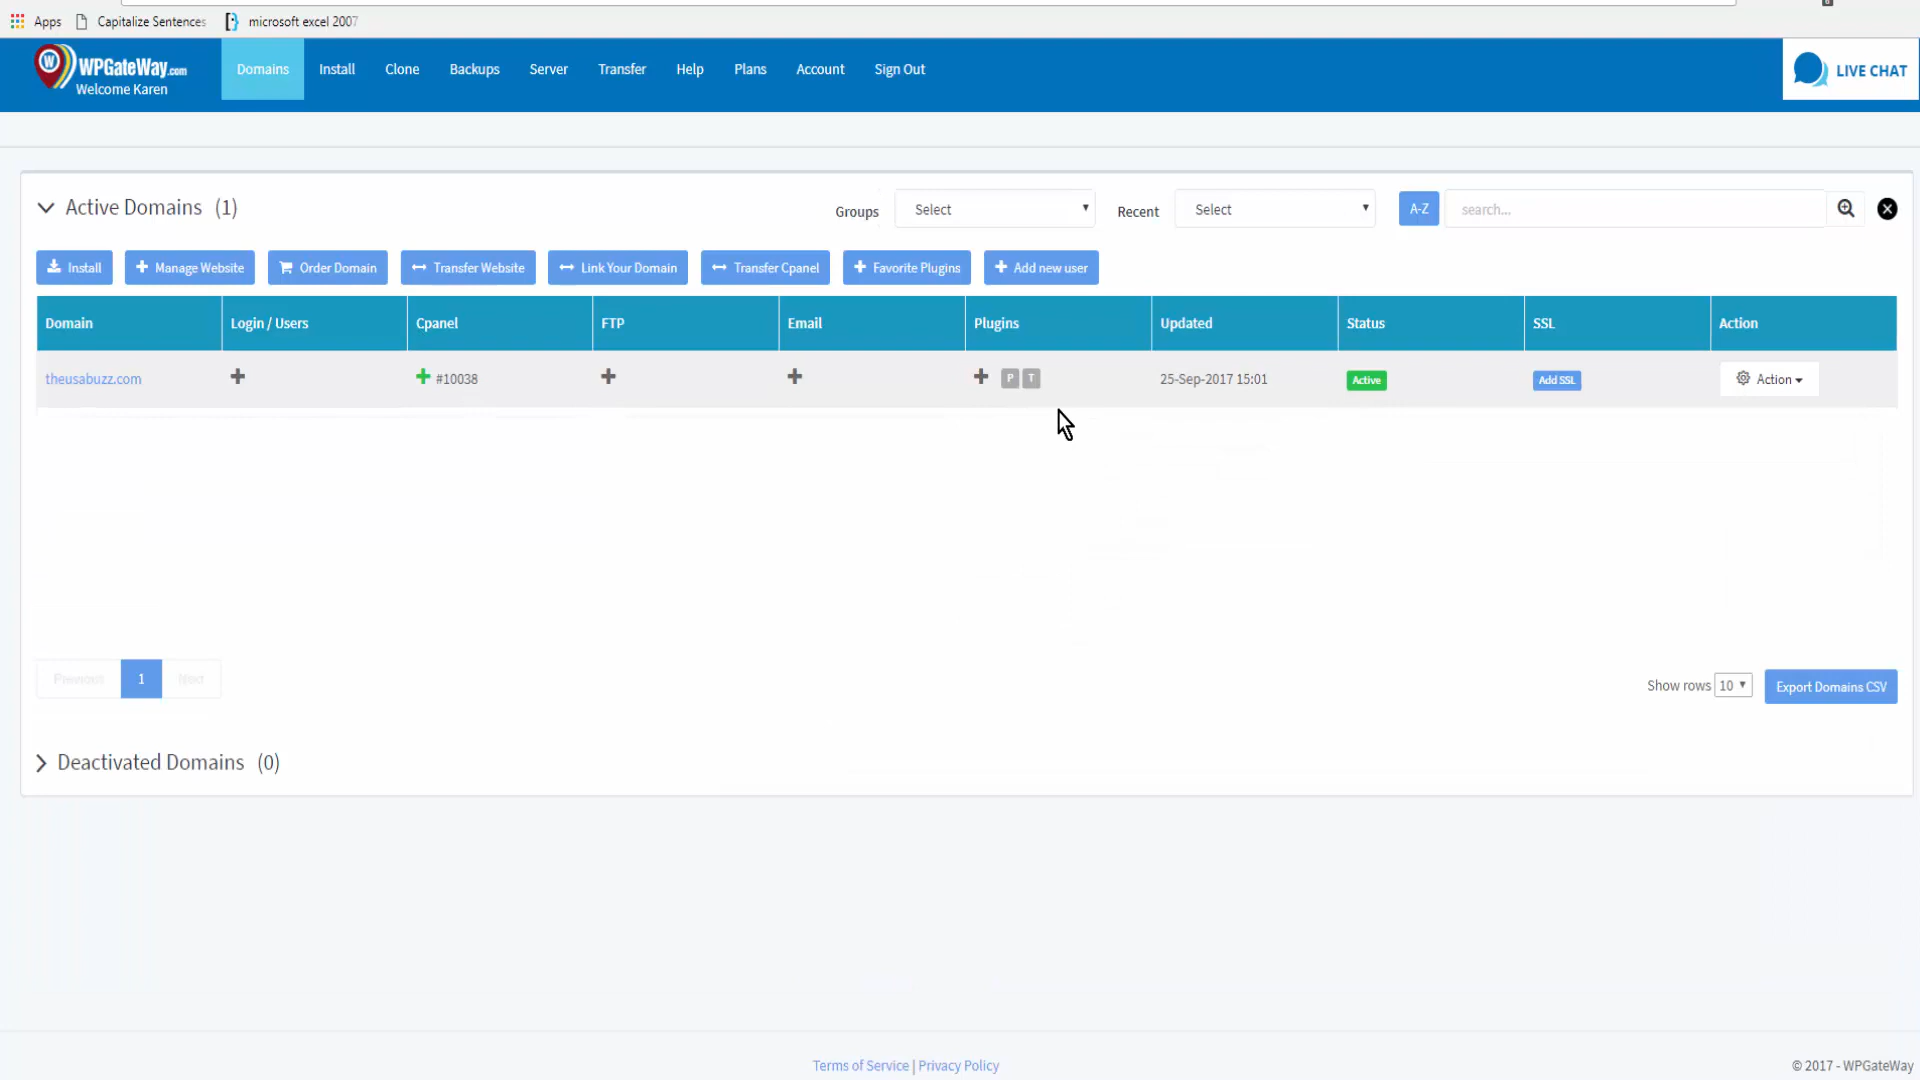 Apps Capitalize Sentences microsoft excel 2007
WPGateWay.com
Welcome Karen
Domains Install Clone Backups Server Transfer Help Plans Account Sign Out
LIVE CHAT
Active Domains (1) Groups Select Recent Select A-Z search...
Install Manage Website Order Domain Transfer Website Link Your Domain Transfer Cpanel Favorite Plugins Add new user
Domain Login / Users Cpanel FTP Email Plugins Updated Status SSL Action
theusabuzz.com #10038 P T 25-Sep-2017 15:01 Active Add SSL Action
Previous 1 Next Show rows 10 Export Domains CSV
Deactivated Domains (0)
Terms of Service | Privacy Policy © 2017 - WPGateWay